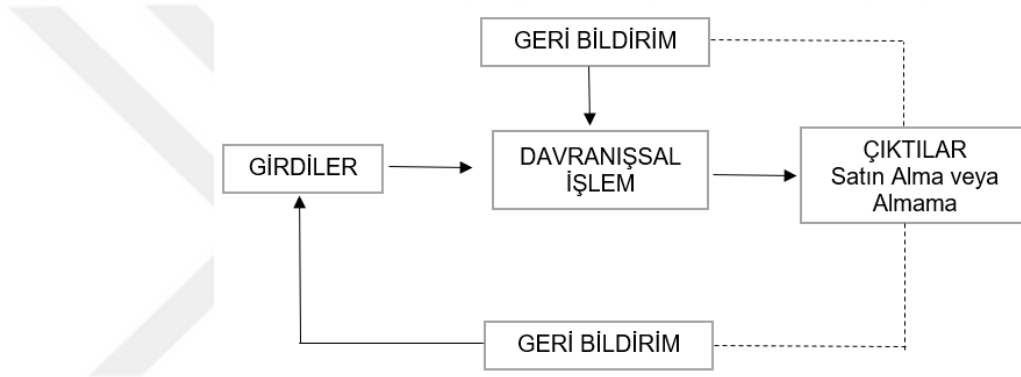 GERİ BİLDİRİM
GİRDİLER
DAVRANIŞSAL
İŞLEM
ÇIKTILAR
Satın Alma veya
Almama
GERİ BİLDİRİM